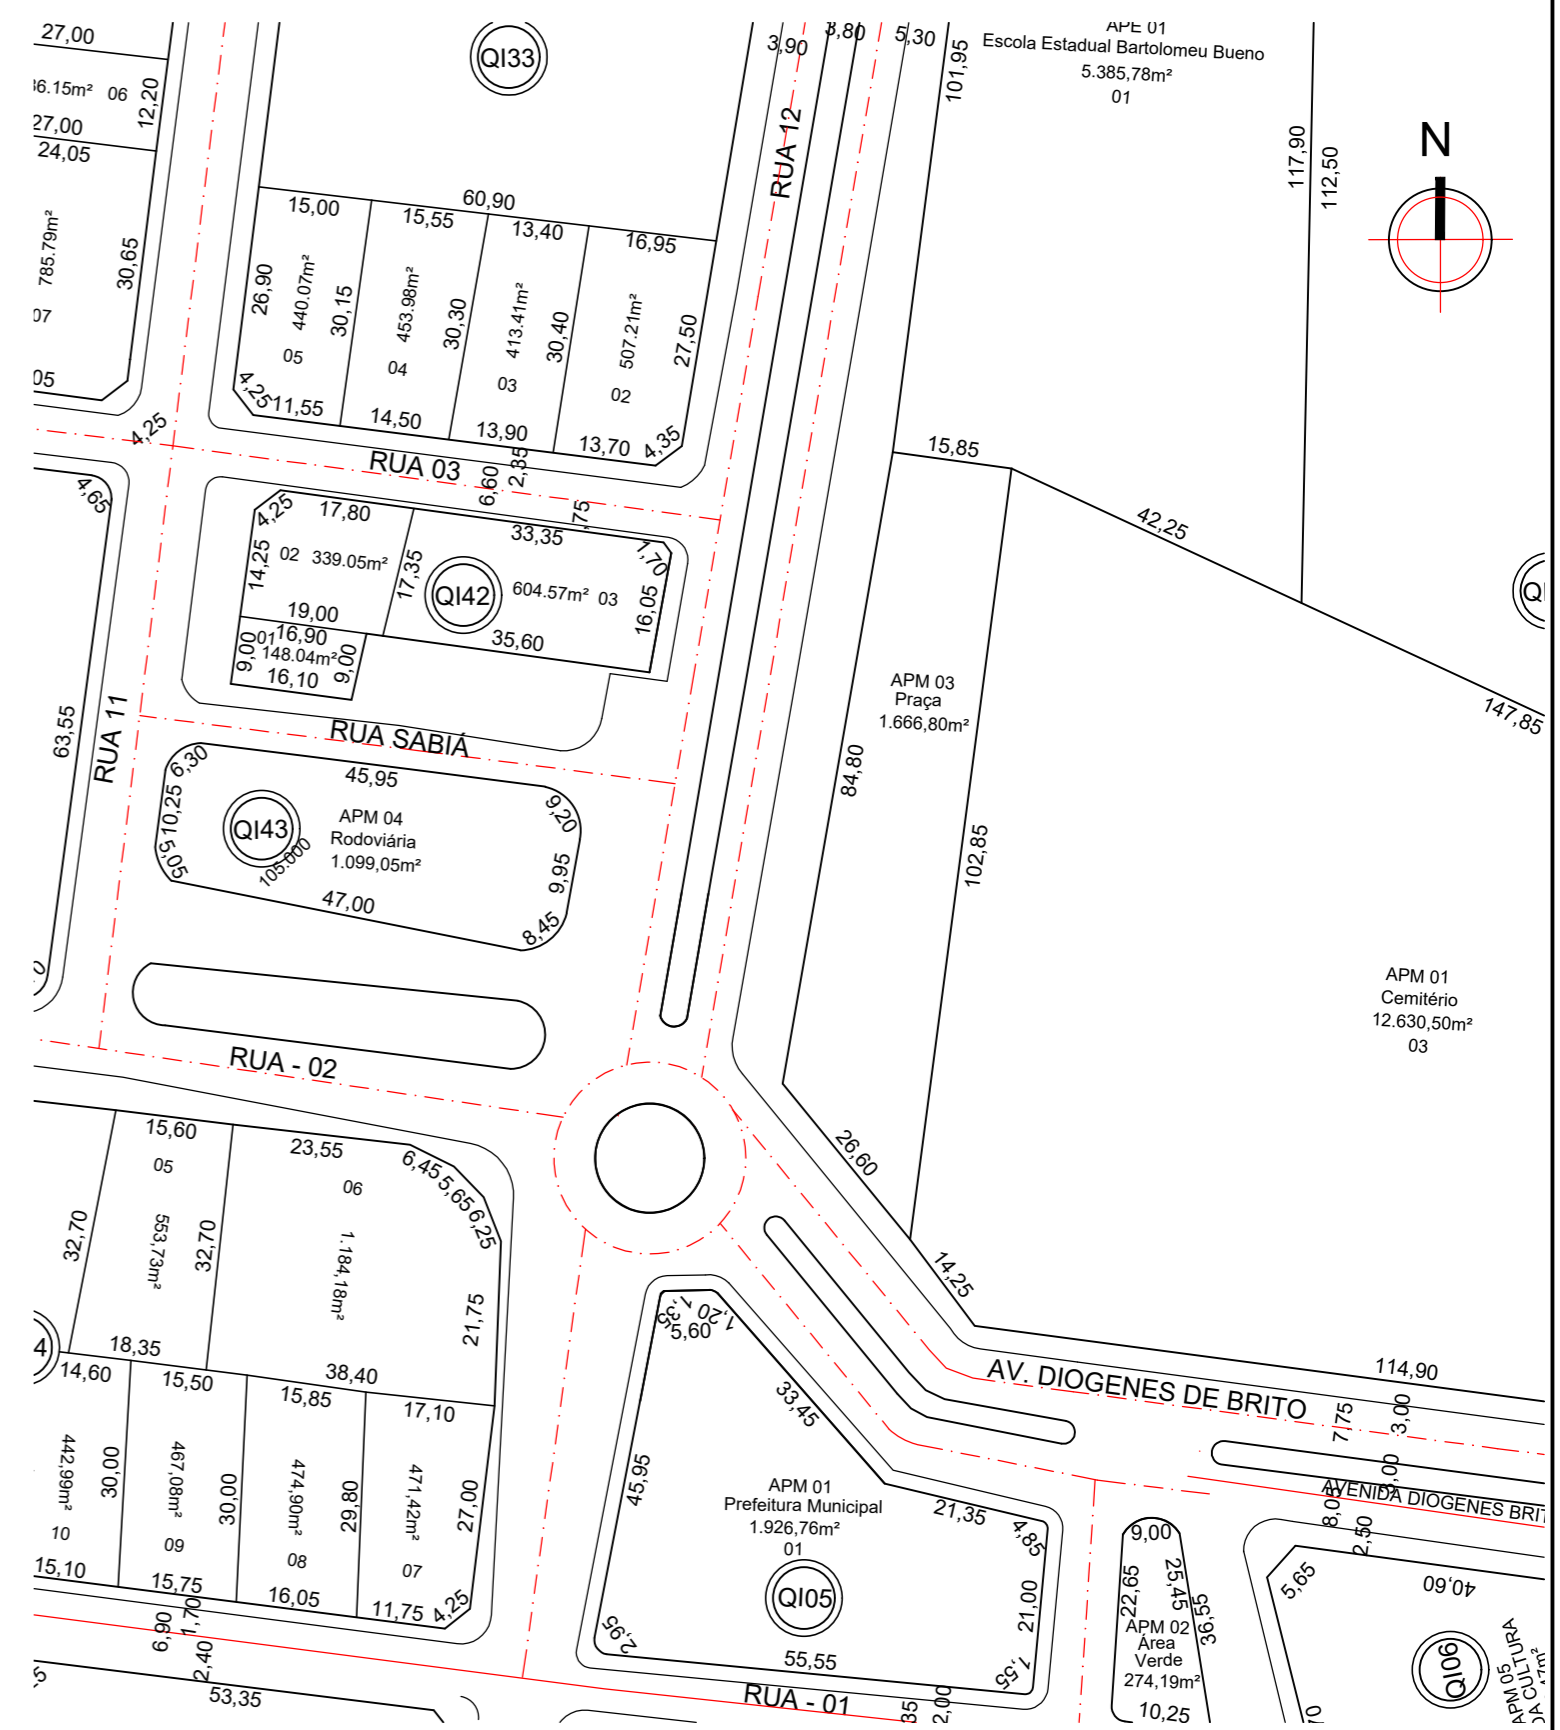 27,00
12,20
06
27,00
24,05
785.79m²
30,65
07
05
4,25
4,65
63,55
QI33
60,90
15,00
15,55
13,40
16,95
26,90
440.07m²
30,15
453.98m²
30,30
413.41m²
30,40
507.21m²
27,50
05
04
03
02
4,25
11,55
14,50
13,90
13,70
4,35
RUA 03
6,60
2,35
3,90
3,80
5,30
RUA 12
101,95
APE 01
Escola Estadual Bartolomeu Bueno
5.385,78m²
01
117,90
112,50
N
15,85
42,25
147,85
4,25
17,80
33,35
1,70
14,25
02 339.05m²
17,35
QI42
604.57m² 03
16,05
19,00
35,60
01
16,90
9,00
148.04m²
9,00
16,10
RUA SABIÁ
RUA 11
6,30
45,95
9,20
10,25
QI43
105.000
APM 04
Rodoviária
1.099,05m²
9,95
5,05
47,00
8,45
APM 03
Praça
1.666,80m²
84,80
102,85
APM 01
Cemitério
12.630,50m²
03
RUA - 02
26,60
14,25
114,90
15,60
23,55
6,45
5,65
6,25
05
06
32,70
553,73m²
32,70
1.184,18m²
21,75
18,35
38,40
14,60
15,50
15,85
17,10
442,99m²
30,00
467,08m²
30,00
474,90m²
29,80
471,42m²
27,00
10
09
08
07
15,10
15,75
16,05
11,75
4,25
6,90
1,70
2,40
53,35
1,35
1,20
5,60
33,45
45,95
APM 01
Prefeitura Municipal
1.926,76m²
01
QI05
21,35
4,85
21,00
2,95
55,55
1,55
RUA - 01
2,00
AV. DIOGENES DE BRITO
7,75
3,00
3,00
AVENIDA DIOGENES
8,05
2,50
9,00
22,65
25,45
36,55
APM 02
Área
Verde
274,19m²
10,25
5,65
40,60
QI06
APM 05
CULTURA